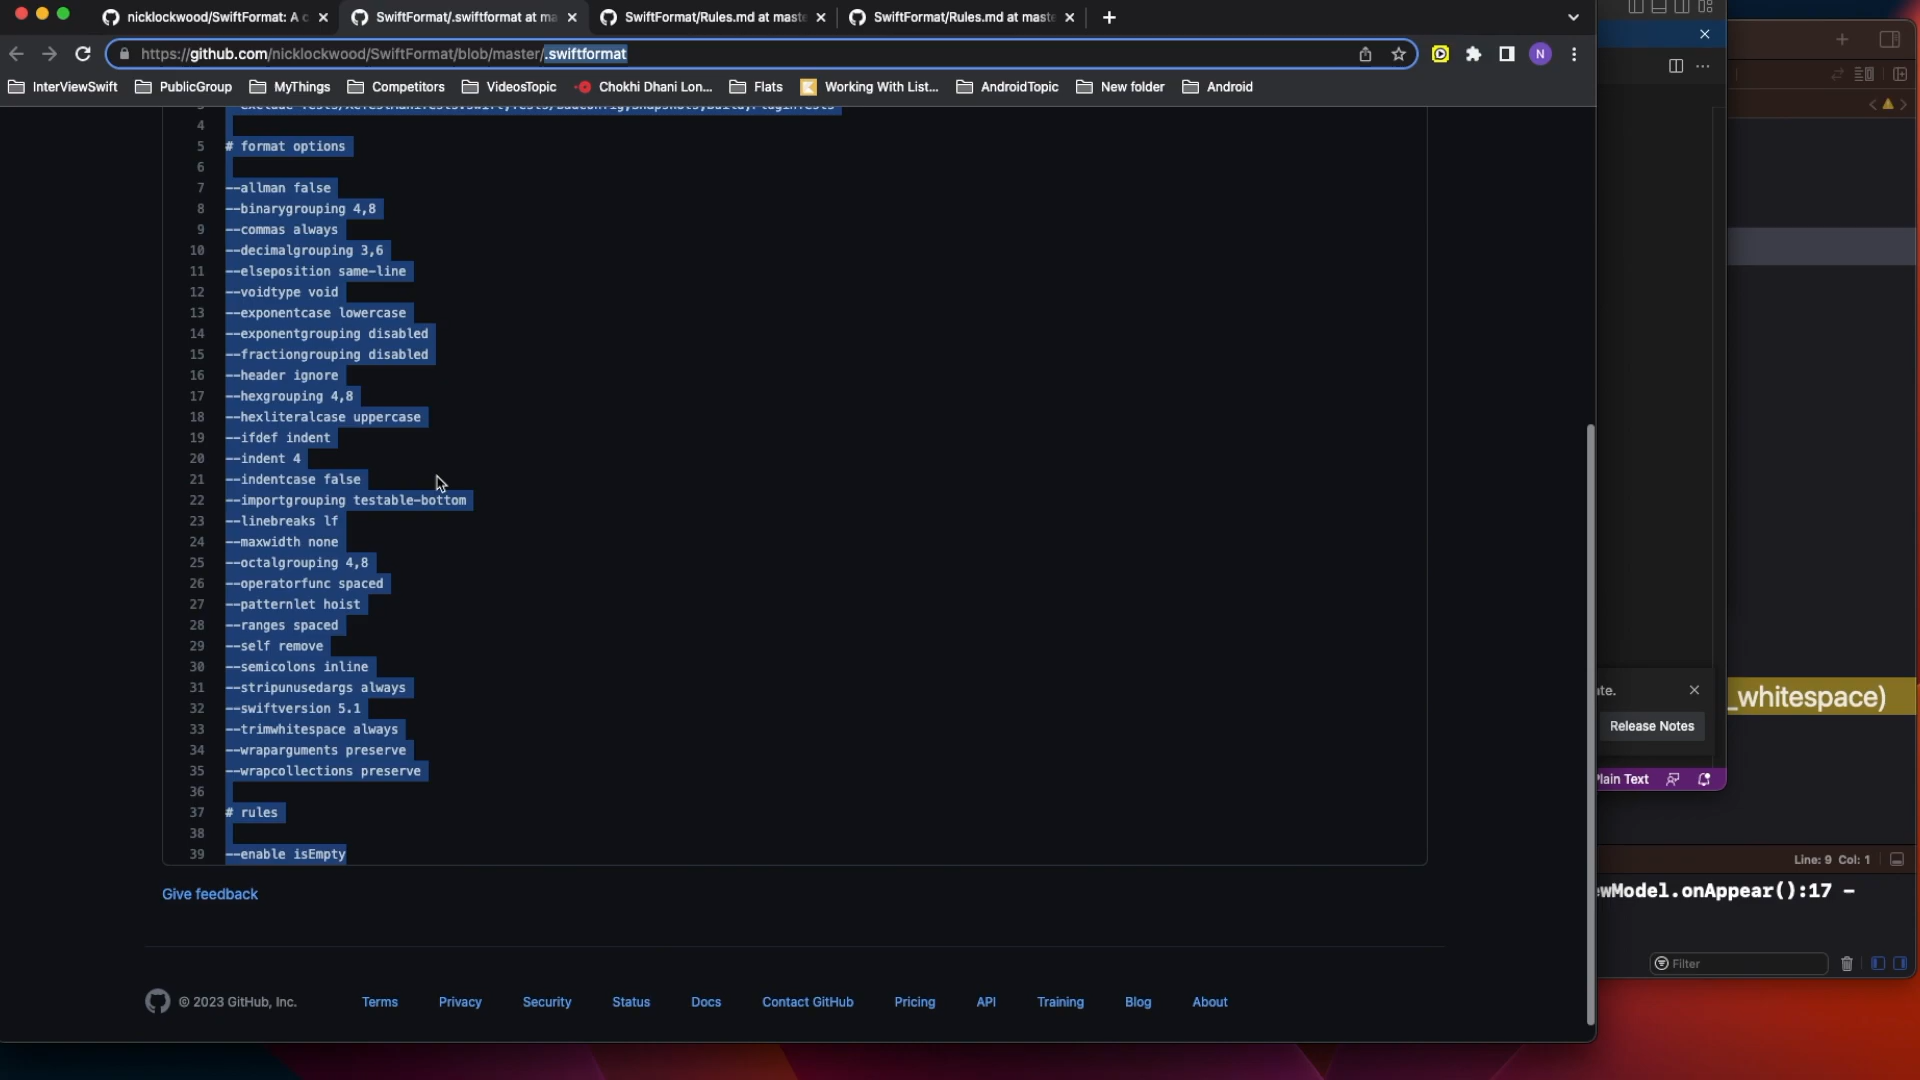 nicklockwood/SwiftFormat: A c
SwiftFormat/.swiftformat at ma
SwiftFormat/Rules.md at maste
SwiftFormat/Rules.md at maste
https://github.com/nicklockwood/SwiftFormat/blob/master/.swiftformat
N
InterViewSwift
PublicGroup
MyThings
Competitors
VideosTopic
Chokhi Dhani Lon...
Flats
Working With List...
AndroidTopic
New folder
Android
4
5 # format options
6
7 --allman false
8 --binarygrouping 4,8
9 --commas always
10 --decimalgrouping 3,6
11 --elseposition same-line
12 --voidtype void
13 --exponentcase lowercase
14 --exponentgrouping disabled
15 --fractiongrouping disabled
16 --header ignore
17 --hexgrouping 4,8
18 --hexliteralcase uppercase
19 --ifdef indent
20 --indent 4
21 --indentcase false
22 --importgrouping testable-bottom
23 --linebreaks lf
24 --maxwidth none
25 --octalgrouping 4,8
26 --operatorfunc spaced
27 --patternlet hoist
28 --ranges spaced
29 --self remove
30 --semicolons inline
31 --stripunusedargs always
32 --swiftversion 5.1
33 --trimwhitespace always
34 --wraparguments preserve
35 --wrapcollections preserve
36
37 # rules
38
39 --enable isEmpty
Give feedback
© 2023 GitHub, Inc.
Terms
Privacy
Security
Status
Docs
Contact GitHub
Pricing
API
Training
Blog
About
_whitespace)
Release Notes
Plain Text
Line: 9 Col: 1
ewModel.onAppear():17 -
Filter